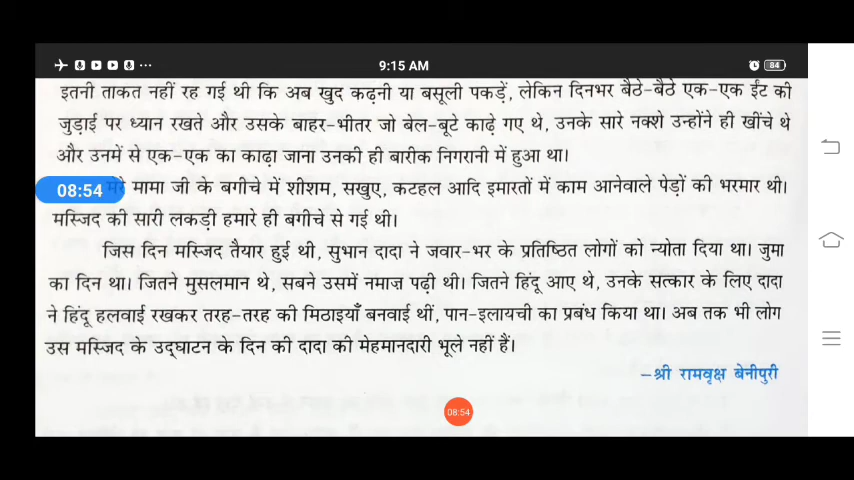 9:15 AM
84
इतनी ताकत नहीं रह गई थी कि अब खुद कढ़नी या बसूली पकड़ें, लेकिन दिनभर बैठे-बैठे एक-एक ईंट की
जुड़ाई पर ध्यान रखते और उसके बाहर-भीतर जो बेल-बूटे काढ़े गए थे, उनके सारे नक्शे उन्होंने ही खींचे थे
और उनमें से एक-एक का काढ़ा जाना उनकी ही बारीक निगरानी में हुआ था।
08:54 मेरे मामा जी के बगीचे में शीशम, सखुए, कटहल आदि इमारतों में काम आनेवाले पेड़ों की भरमार थी।
मस्जिद की सारी लकड़ी हमारे ही बगीचे से गई थी।
जिस दिन मस्जिद तैयार हुई थी, सुभान दादा ने जवार-भर के प्रतिष्ठित लोगों को न्योता दिया था। जुमा
का दिन था। जितने मुसलमान थे, सबने उसमें नमाज पढ़ी थी। जितने हिंदू आए थे, उनके सत्कार के लिए दादा
ने हिंदू हलवाई रखकर तरह-तरह की मिठाइयाँ बनवाई थीं, पान-इलायची का प्रबंध किया था। अब तक भी लोग
उस मस्जिद के उद्घाटन के दिन की दादा की मेहमानदारी भूले नहीं हैं।
–श्री रामवृक्ष बेनीपुरी
08:54